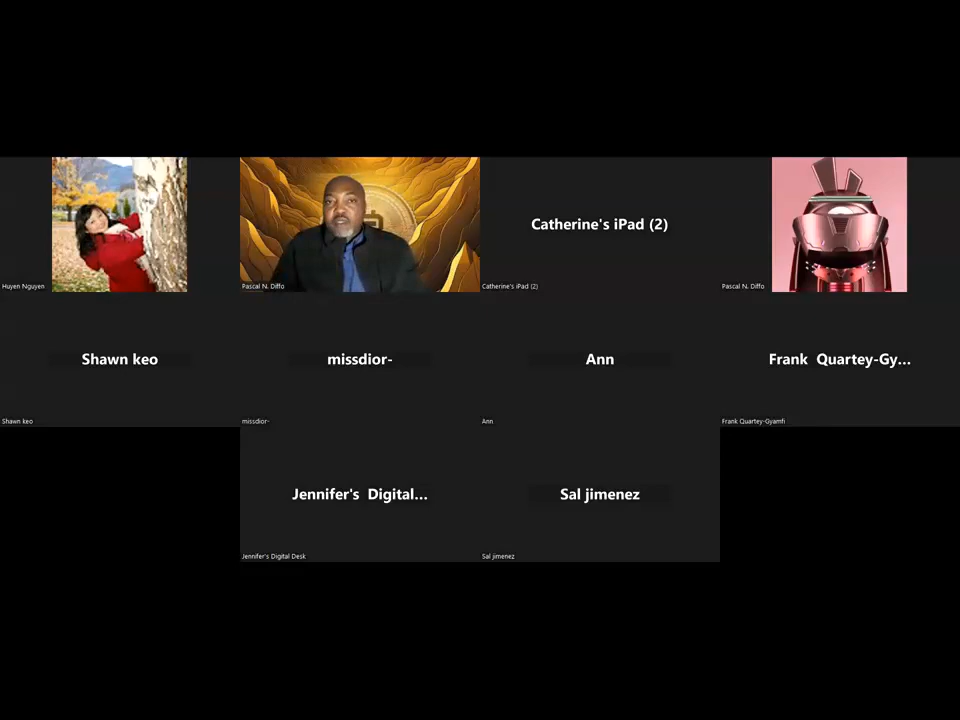 Catherine's iPad (2)
Huyen Nguyen
Pascal N. Diffo
Catherine's iPad (2)
Pascal N. Diffo
Shawn keo
missdior-
Ann
Frank Quartey-Gy...
Shawn keo
missdior-
Ann
Frank Quartey-Gyamfi
Jennifer's Digital...
Sal jimenez
Jennifer's Digital Desk
Sal jimenez